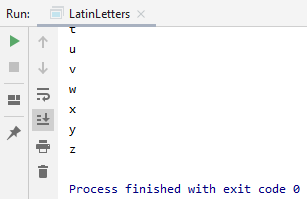 Run: LatinLetters
t
u
v
w
x
y
z
Process finished with exit code 0